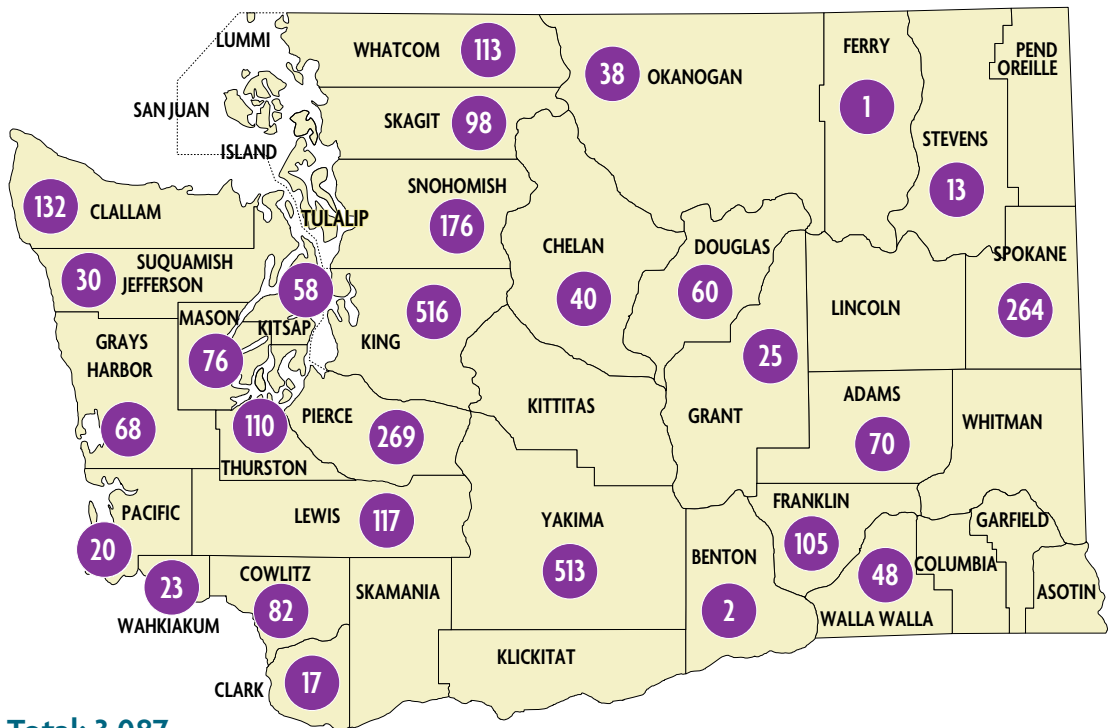 LUMMI
WHATCOM
113
38
OKANOGAN
FERRY
1
PEND
OREILLE
SAN JUAN
SKAGIT
98
ISLAND
STEVENS
13
132
CLALLAM
SNOHOMISH
176
TULALIP
CHELAN
40
DOUGLAS
60
SPOKANE
264
30
SUQUAMISH
JEFFERSON
58
516
LINCOLN
MASON
76
KITSAP
KING
GRAYS
HARBOR
68
25
GRANT
KITTITAS
ADAMS
70
WHITMAN
110
THURSTON
PIERCE
269
PACIFIC
20
LEWIS
117
YAKIMA
513
FRANKLIN
105
GARFIELD
BENTON
2
48
WALLA WALLA
COLUMBIA
ASOTIN
23
WAHKIAKUM
COWLITZ
82
SKAMANIA
KLICKITAT
CLARK
17
Total: 3,087